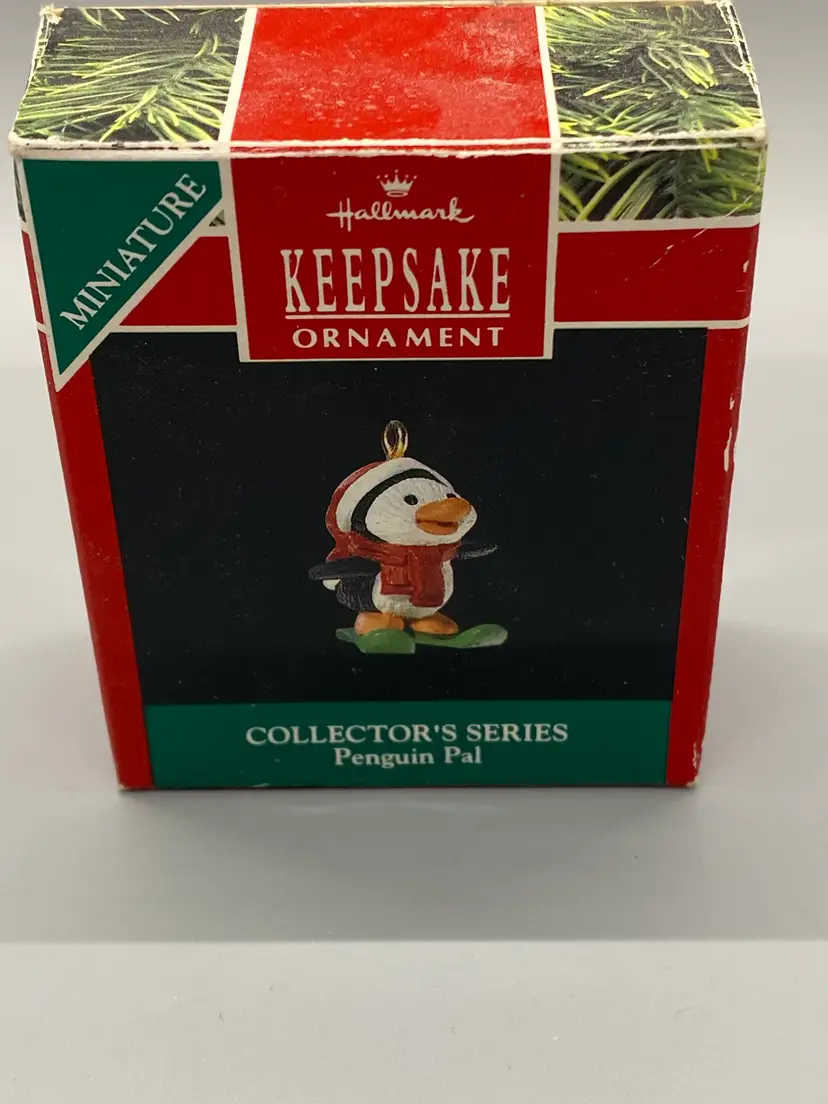 MINIATURE
Hallmark
KEEPSAKE
ORNAMENT
COLLECTOR'S SERIES
Penguin Pal